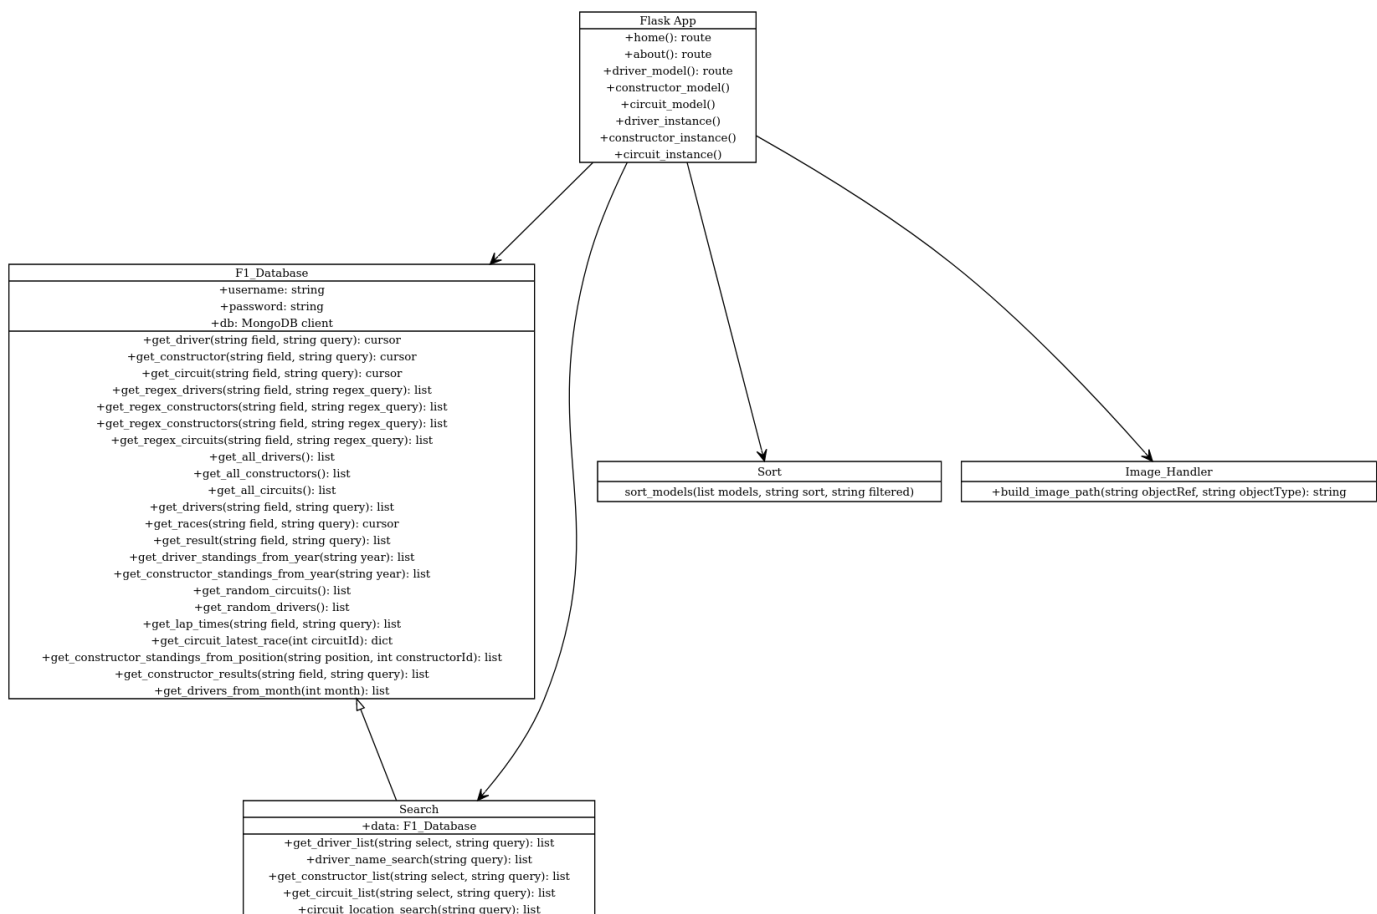 Flask App
+home(): route
+about(): route
+driver_model(): route
+constructor_model()
+circuit_model()
+driver_instance()
+constructor_instance()
+circuit_instance()
F1_Database
+username: string
+password: string
+db: MongoDB client
+get_driver(string field, string query): cursor
+get_constructor(string field, string query): cursor
+get_circuit(string field, string query): cursor
+get_regex_drivers(string field, string regex_query): list
+get_regex_constructors(string field, string regex_query): list
+get_regex_constructors(string field, string regex_query): list
+get_regex_circuits(string field, string regex_query): list
+get_all_drivers(): list
+get_all_constructors(): list
+get_all_circuits(): list
+get_drivers(string field, string query): list
+get_races(string field, string query): cursor
+get_result(string field, string query): list
+get_driver_standings_from_year(string year): list
+get_constructor_standings_from_year(string year): list
+get_random_circuits(): list
+get_random_drivers(): list
+get_lap_times(string field, string query): list
+get_circuit_latest_race(int circuitId): dict
+get_constructor_standings_from_position(string position, int constructorId): list
+get_constructor_results(string field, string query): list
+get_drivers_from_month(int month): list
Sort
sort_models(list models, string sort, string filtered)
Image_Handler
+build_image_path(string objectRef, string objectType): string
Search
+data: F1_Database
+get_driver_list(string select, string query): list
+driver_name_search(string query): list
+get_constructor_list(string select, string query): list
+get_circuit_list(string select, string query): list
+circuit_location_search(string query): list